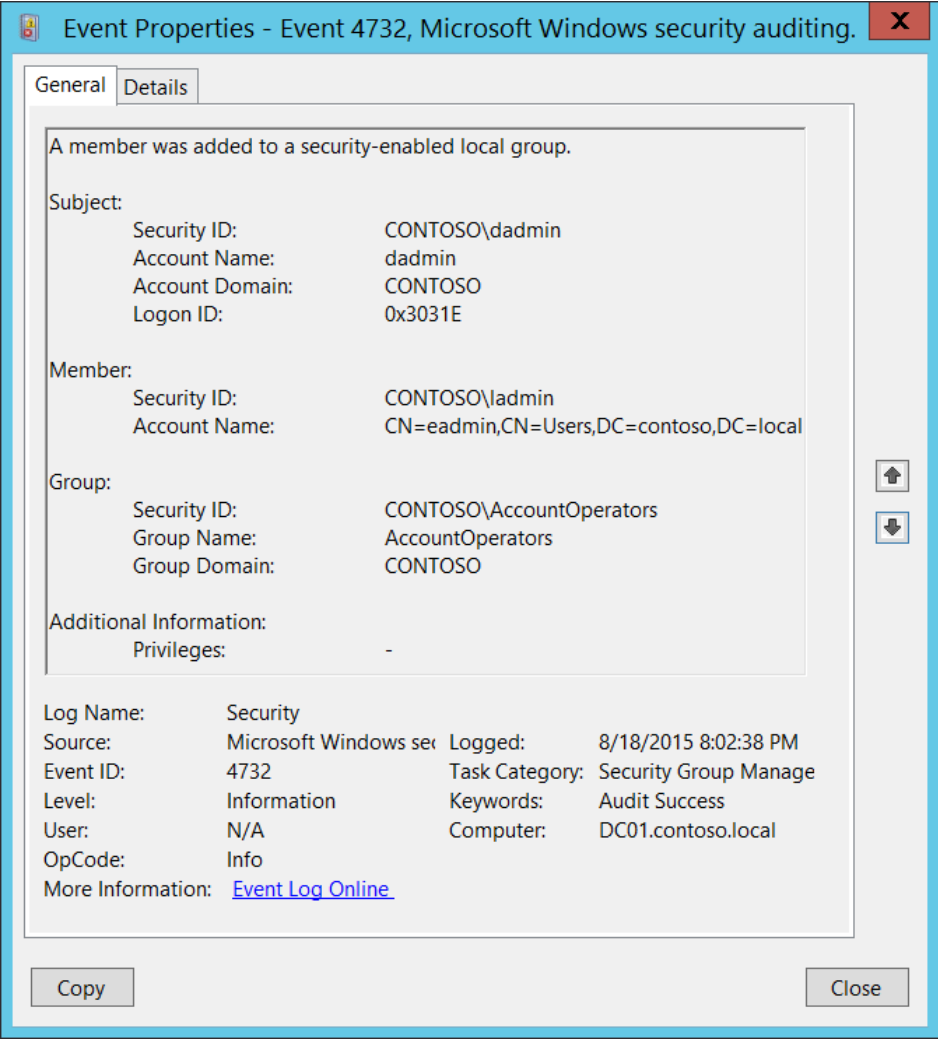 Event Properties - Event 4732, Microsoft Windows security auditing.
X
General Details
A member was added to a security-enabled local group.
Subject:
Security ID: CONTOSO\dadmin
Account Name: dadmin
Account Domain: CONTOSO
Logon ID: 0x3031E
Member:
Security ID: CONTOSO\ladmin
Account Name: CN=eadmin,CN=Users,DC=contoso,DC=local
Group:
Security ID: CONTOSO\AccountOperators
Group Name: AccountOperators
Group Domain: CONTOSO
Additional Information:
Privileges: -
Log Name: Security
Source: Microsoft Windows sec Logged: 8/18/2015 8:02:38 PM
Event ID: 4732 Task Category: Security Group Manage
Level: Information Keywords: Audit Success
User: N/A Computer: DC01.contoso.local
OpCode: Info
More Information: Event Log Online
Copy Close